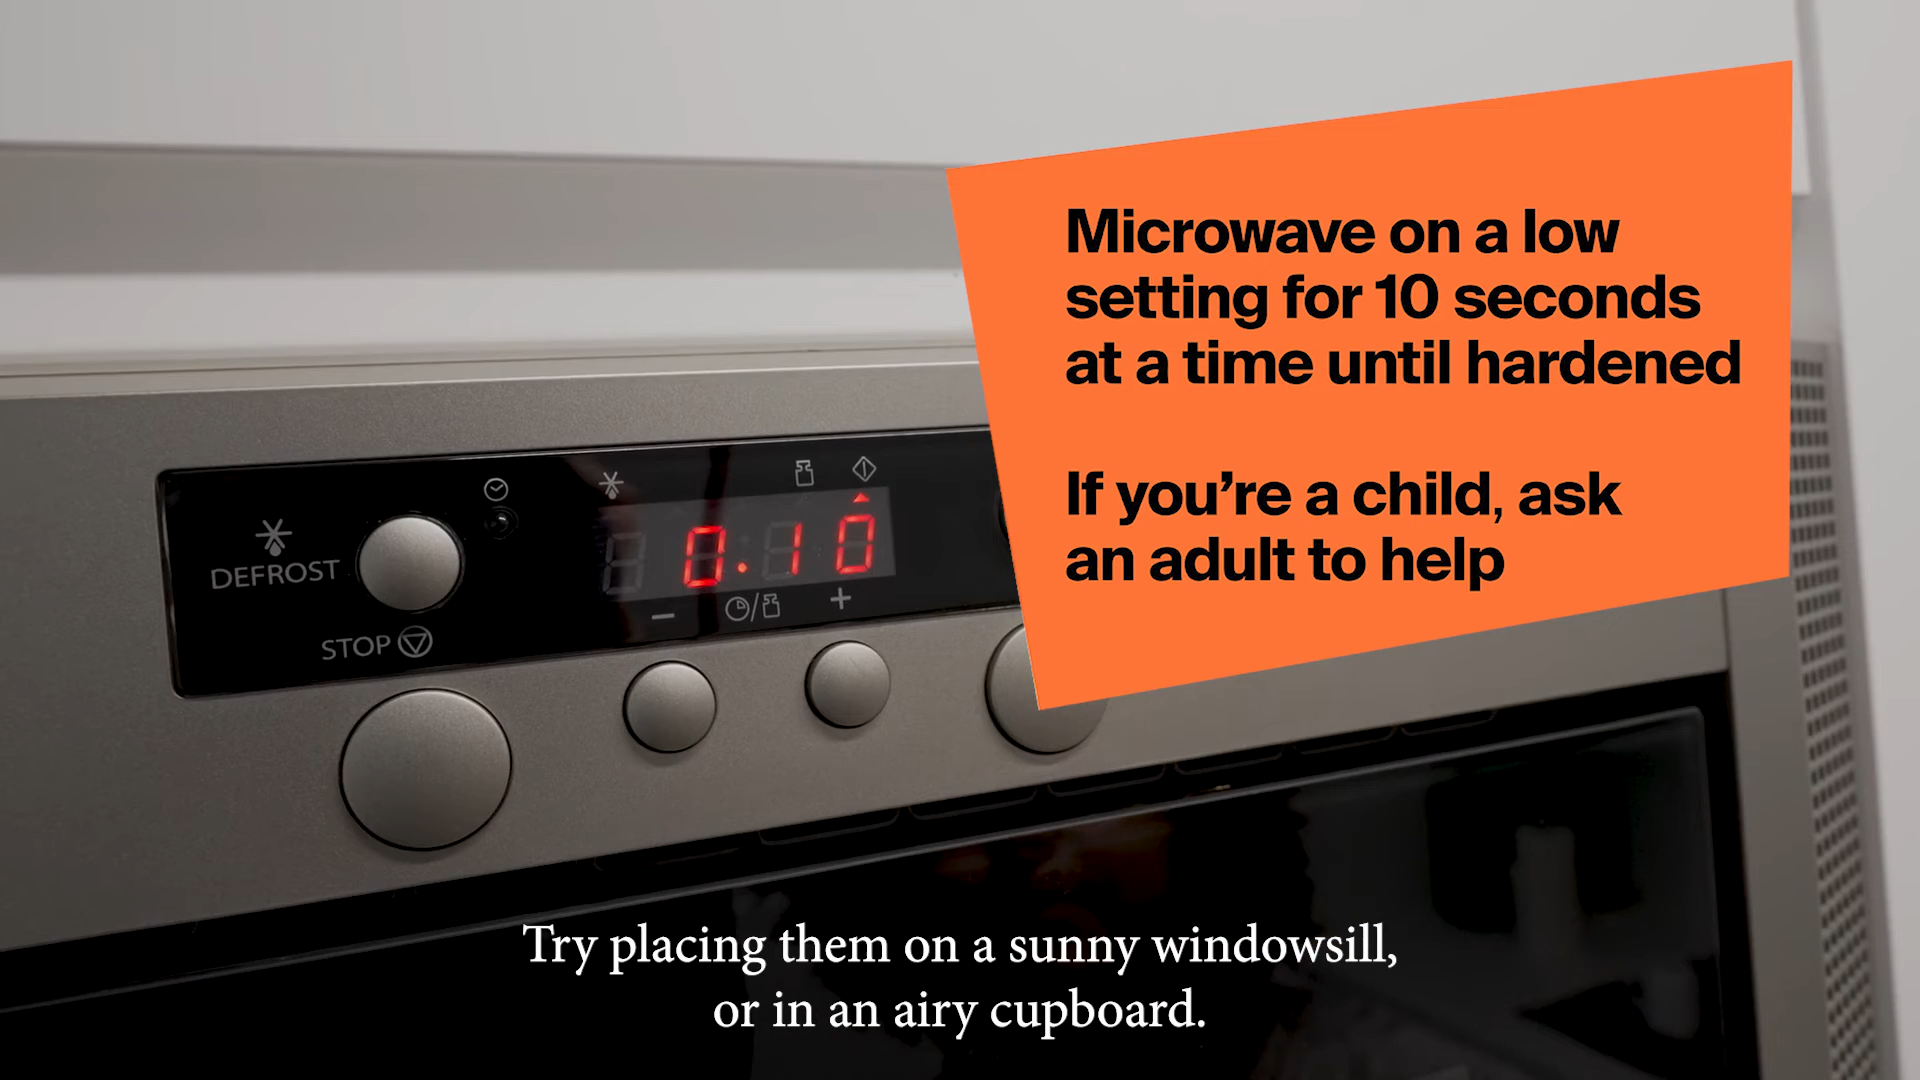 Microwave on a low
setting for 10 seconds
at a time until hardened
If you're a child, ask
an adult to help
DEFROST
0.10
STOP
Try placing them on a sunny windowsill,
or in an airy cupboard.